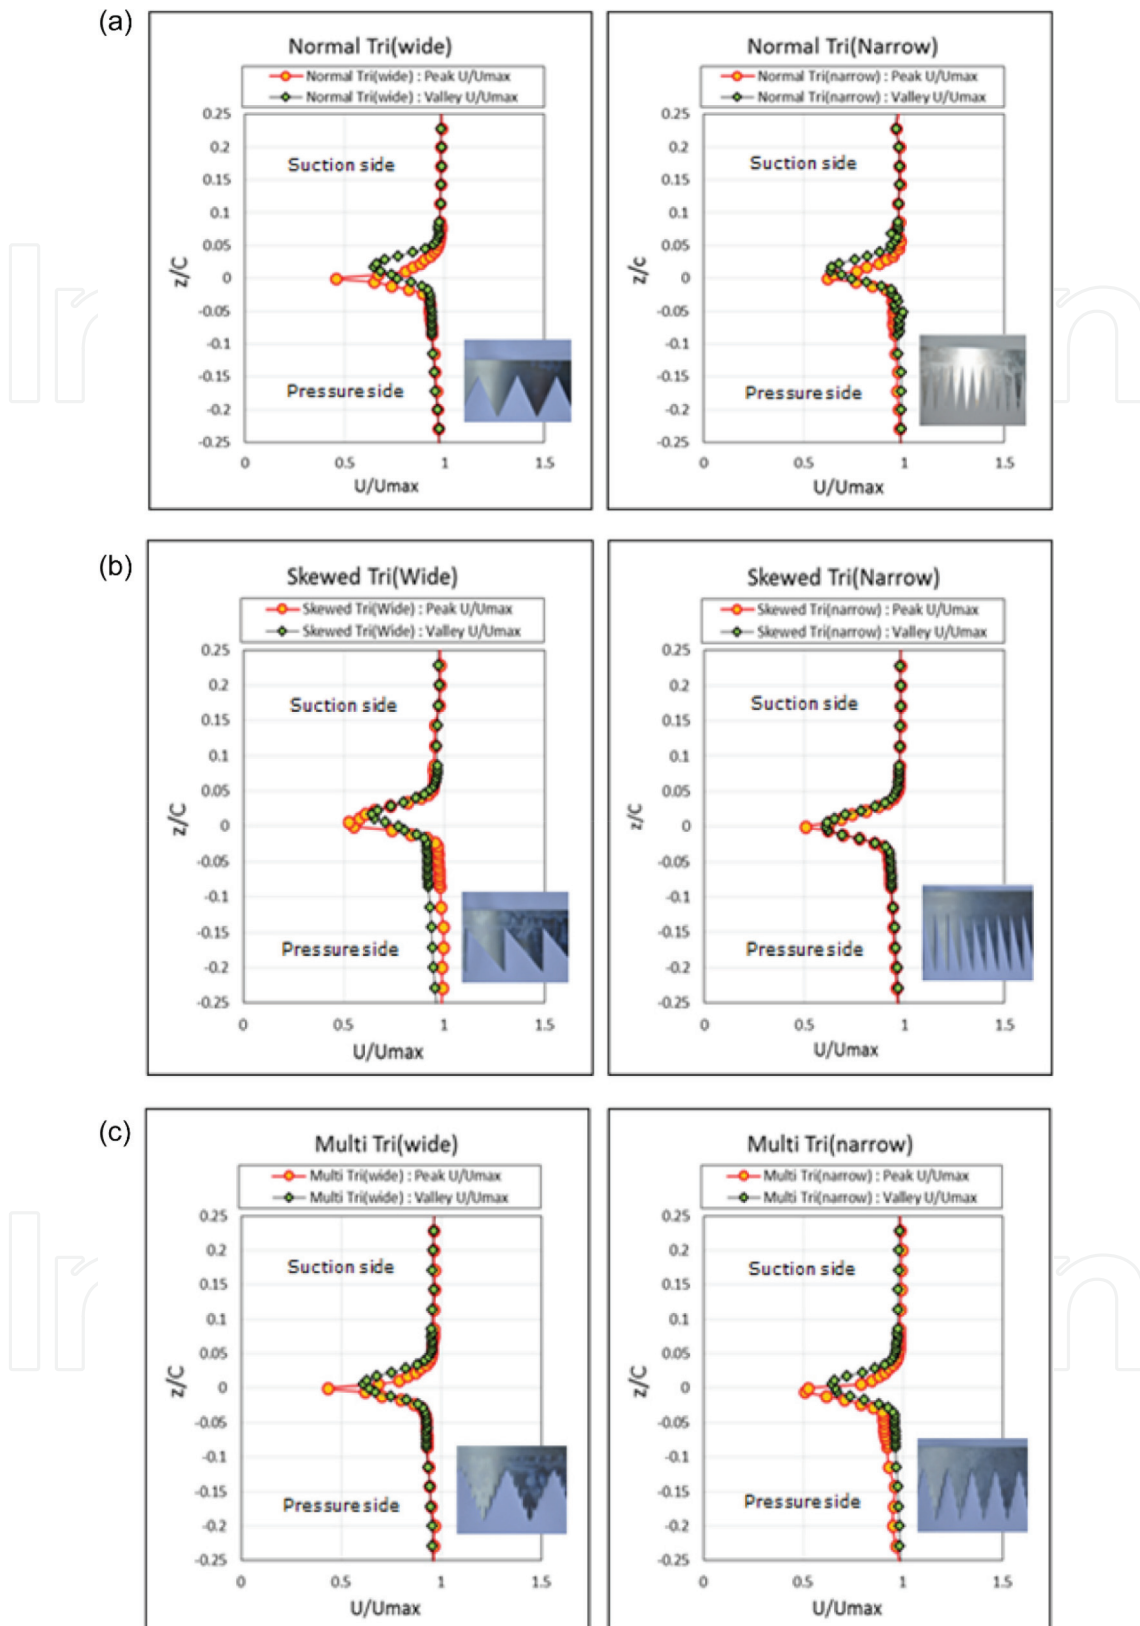 (a)
Normal Tri(wide)
Normal Tri(wide) : Peak U/Umax
Normal Tri(wide) : Valley U/Umax
0.25
0.2
0.15
0.1
0.05
0
-0.05
-0.1
-0.15
-0.2
-0.25
z/C
Suction side
Pressure side
0 0.5 1 1.5
U/Umax
Normal Tri(Narrow)
Normal Tri(narrow) : Peak U/Umax
Normal Tri(narrow) : Valley U/Umax
0.25
0.2
0.15
0.1
0.05
0
-0.05
-0.1
-0.15
-0.2
-0.25
z/c
Suction side
Pressure side
0 0.5 1 1.5
U/Umax
(b)
Skewed Tri(Wide)
Skewed Tri(Wide) : Peak U/Umax
Skewed Tri(Wide) : Valley U/Umax
0.25
0.2
0.15
0.1
0.05
0
-0.05
-0.1
-0.15
-0.2
-0.25
z/C
Suction side
Pressure side
0 0.5 1 1.5
U/Umax
Skewed Tri(Narrow)
Skewed Tri(narrow) : Peak U/Umax
Skewed Tri(narrow) : Valley U/Umax
0.25
0.2
0.15
0.1
0.05
0
-0.05
-0.1
-0.15
-0.2
-0.25
z/C
Suction side
Pressure side
0 0.5 1 1.5
U/Umax
(c)
Multi Tri(wide)
Multi Tri(wide) : Peak U/Umax
Multi Tri(wide) : Valley U/Umax
0.25
0.2
0.15
0.1
0.05
0
-0.05
-0.1
-0.15
-0.2
-0.25
z/C
Suction side
Pressure side
0 0.5 1 1.5
U/Umax
Multi Tri(narrow)
Multi Tri(narrow) : Peak U/Umax
Multi Tri(narrow) : Valley U/Umax
0.25
0.2
0.15
0.1
0.05
0
-0.05
-0.1
-0.15
-0.2
-0.25
z/C
Suction side
Pressure side
0 0.5 1 1.5
U/Umax